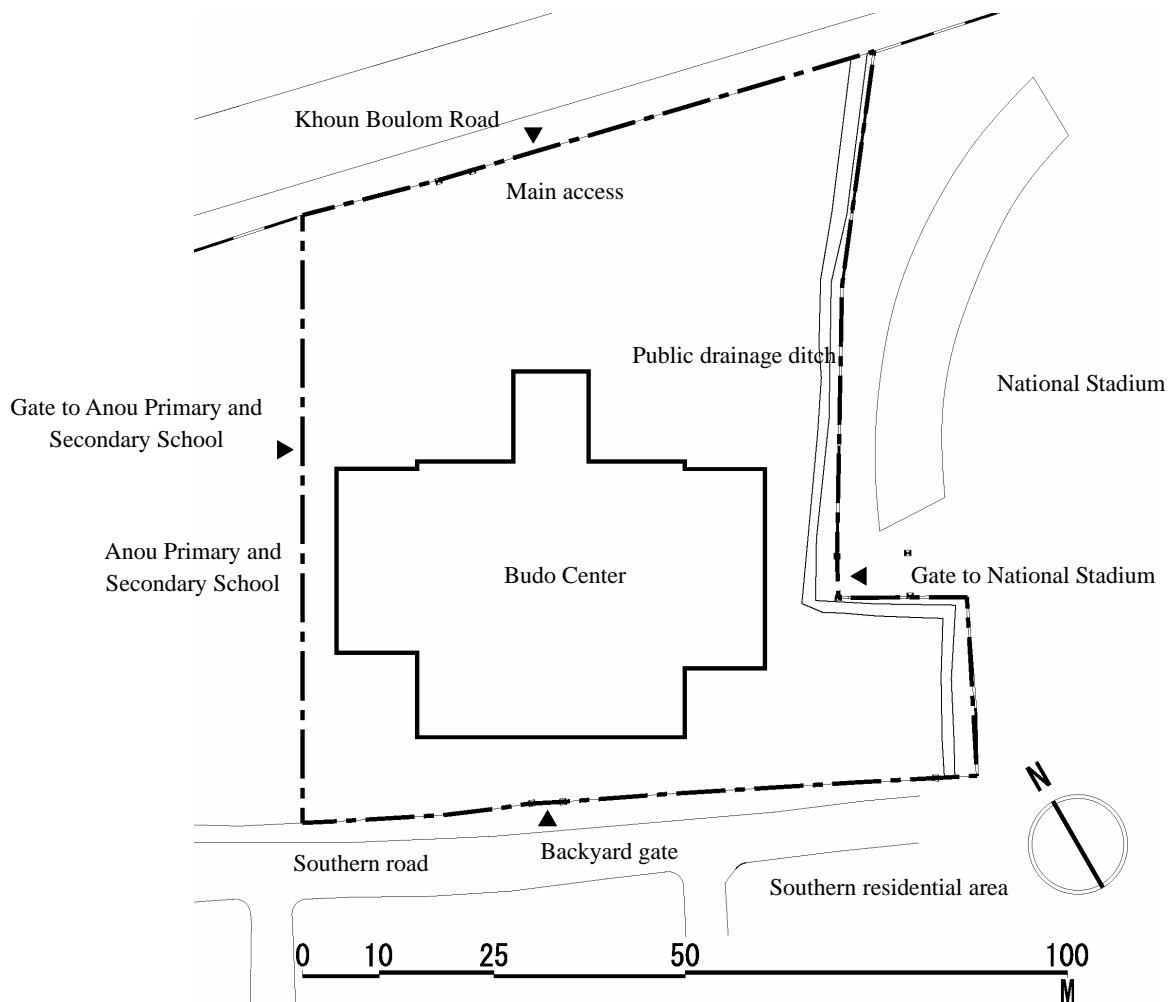 Khoun Boulom Road
Main access
Public drainage ditch
National Stadium
Gate to Anou Primary and
Secondary School
Anou Primary and
Secondary School
Budo Center
Gate to National Stadium
N
Backyard gate
Southern road
Southern residential area
0 10 25 50 100
M